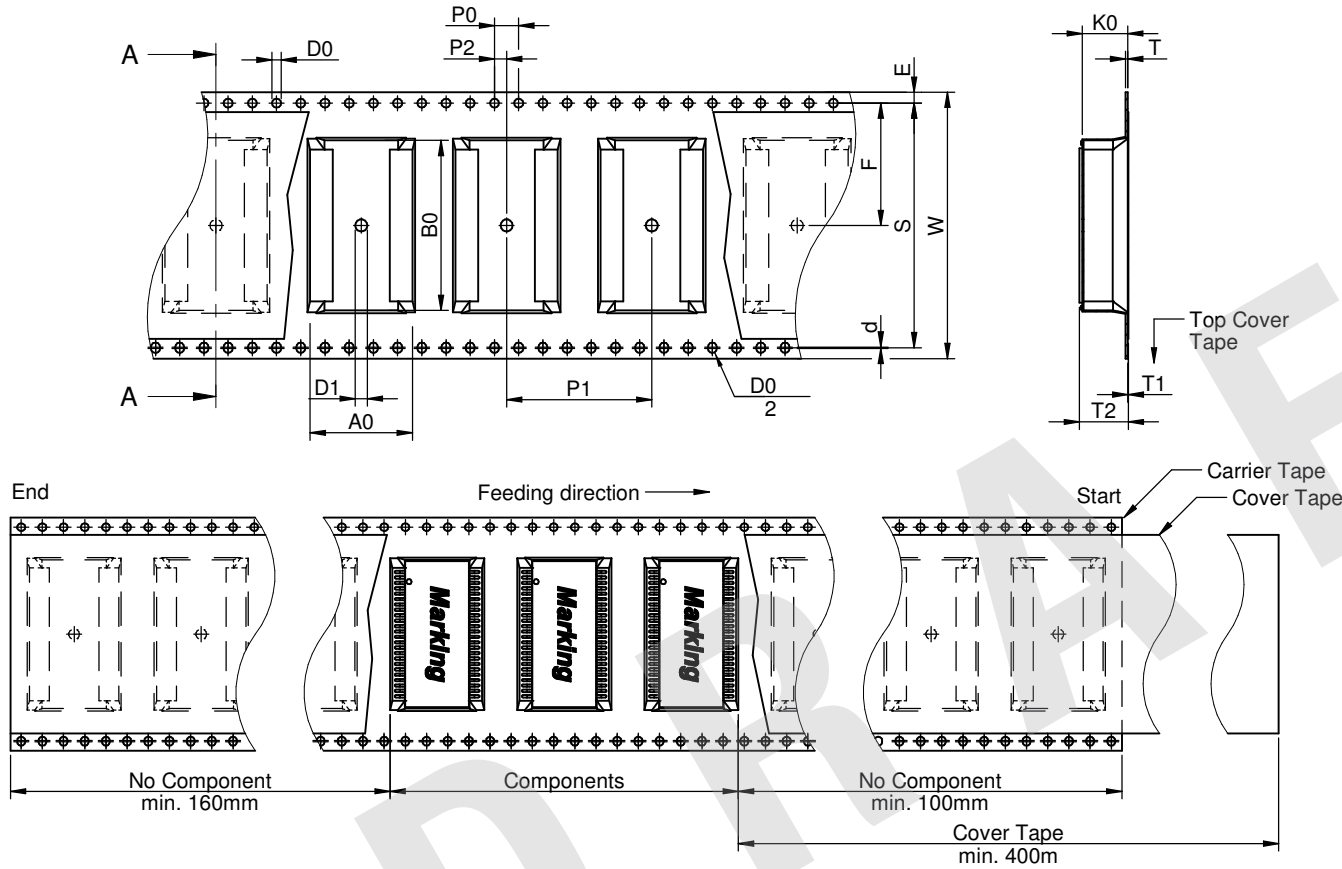 P0
K0
A
D0
P2
T
E
F
B0
S
W
d
Top Cover
Tape
D1
P1
D0
2
T1
A
A0
T2
End
Feeding direction
Start
Carrier Tape
Cover Tape
Marking
Marking
Marking
No Component
min. 160mm
Components
No Component
min. 100mm
Cover Tape
min. 400m
DRAF